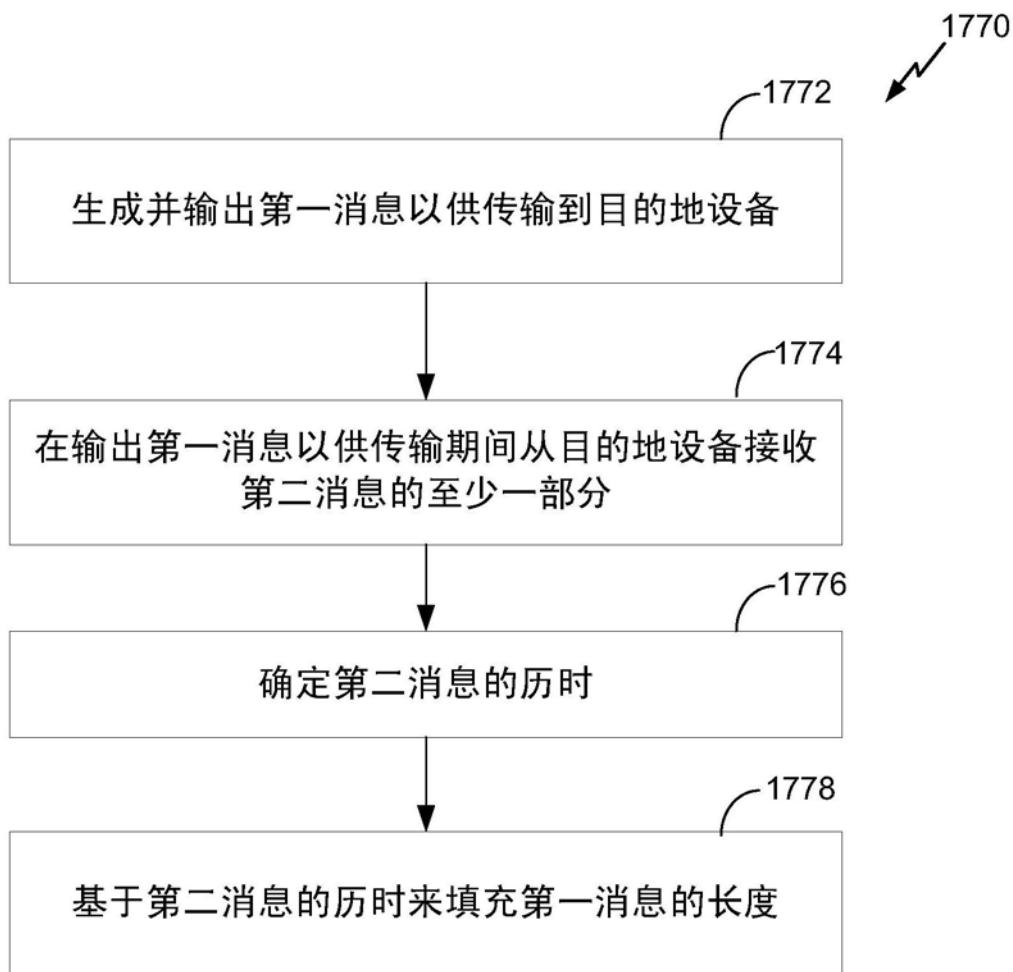 1770
1772
生成并输出第一消息以供传输到目的地设备
1774
在输出第一消息以供传输期间从目的地设备接收
第二消息的至少一部分
1776
确定第二消息的历时
1778
基于第二消息的历时来填充第一消息的长度